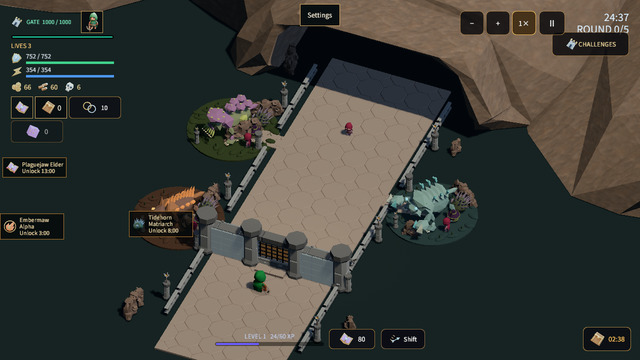 GATE 1000 / 1000
Settings
−
+
1×
24:37
ROUND 0/5
CHALLENGES
LIVES 3
752 / 752
354 / 354
66
60
6
0
10
0
Plaguejaw Elder
Unlock 13:00
Embermaw
Alpha
Unlock 3:00
Tidehorn
Matriarch
Unlock 8:00
LEVEL 1 24/50 XP
80
Shift
02:38